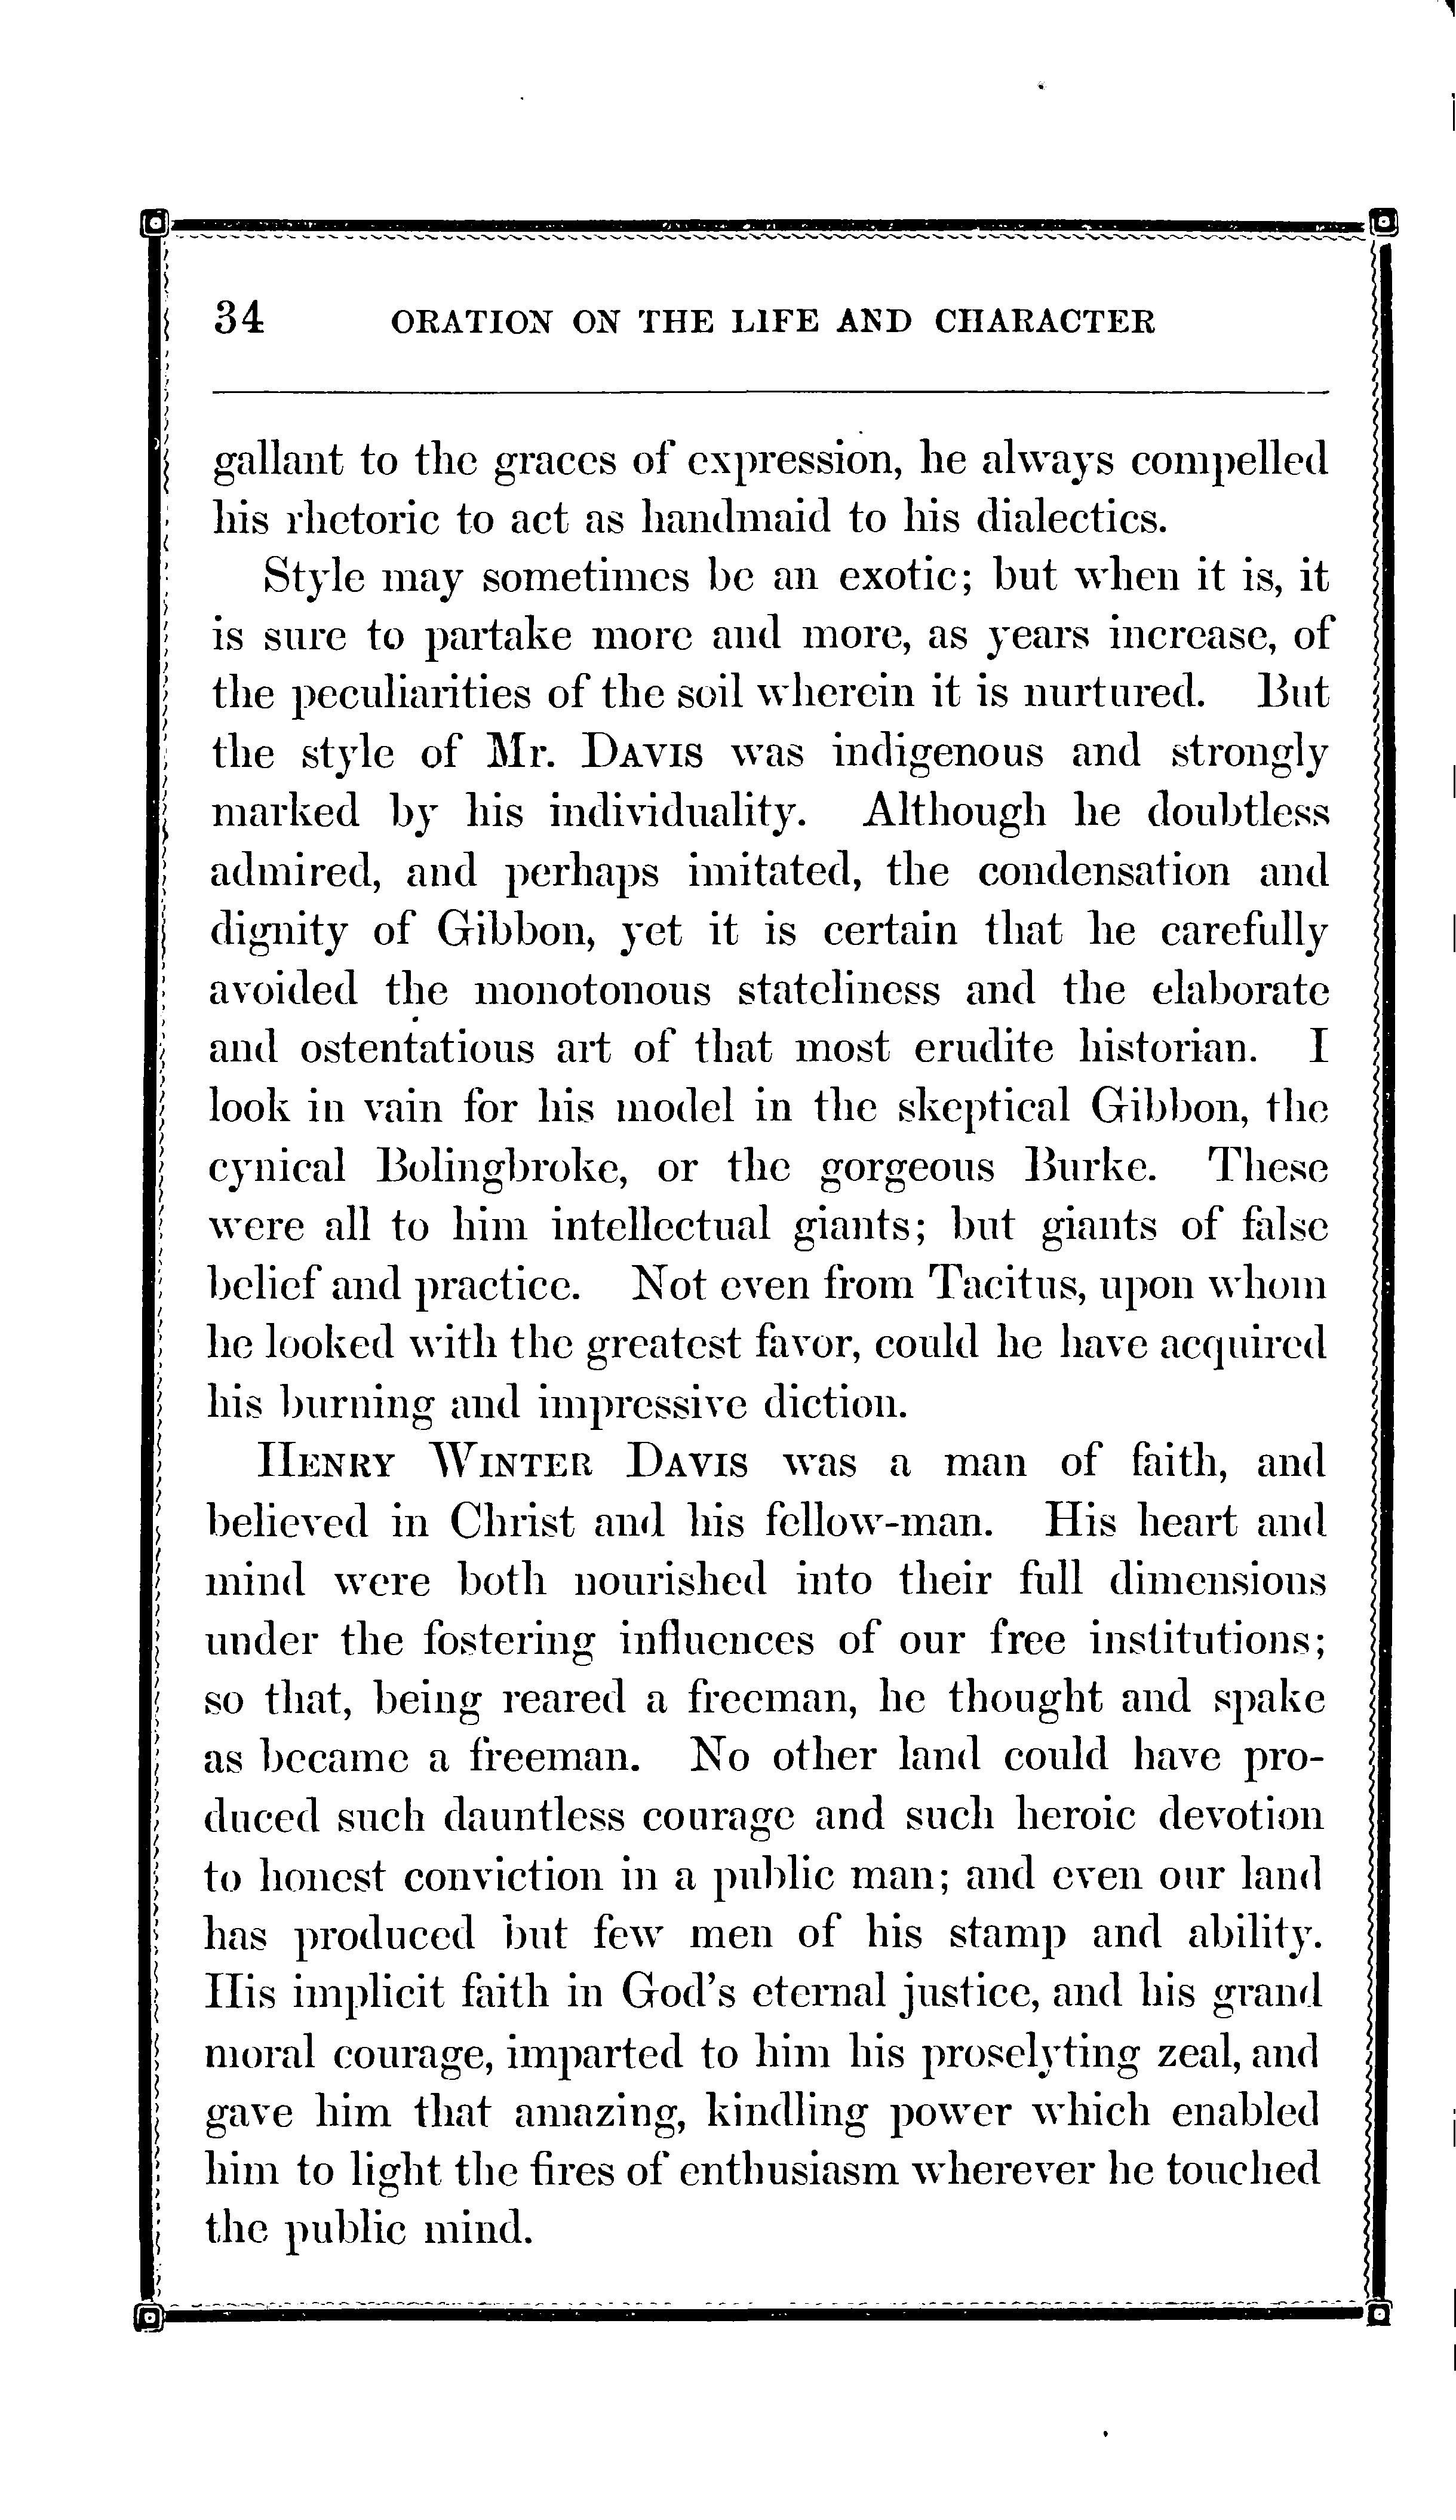 34 ORATION ON THE LIFE AND CHARACTER
gallant to the graces of expression, he always compelled
his rhetoric to act as handmaid to his dialectics.
Style may sometimes be an exotic; but when it is, it
is sure to partake more and more, as years increase, of
the peculiarities of the soil wherein it is nurtured. But
the style of Mr. DAVIS was indigenous and strongly
marked by his individuality. Although he doubtless
admired, and perhaps imitated, the condensation and
dignity of Gibbon, yet it is certain that he carefully
avoided the monotonous stateliness and the elaborate
and ostentatious art of that most erudite historian. I
look in vain for his model in the skeptical Gibbon, the
cynical Bolingbroke, or the gorgeous Burke. These
were all to him intellectual giants; but giants of false
belief and practice. Not even from Tacitus, upon whom
he looked with the greatest favor, could he have acquired
his burning and impressive diction.
HENRY WINTER DAVIS was a man of faith, and
believed in Christ and his fellow-man. His heart and
mind were both nourished into their full dimensions
under the fostering influences of our free institutions;
so that, being reared a freeman, he thought and spake
as became a freeman. No other land could have pro-
duced such dauntless courage and such heroic devotion
to honest conviction in a public man; and even our land
has produced but few men of his stamp and ability.
His implicit faith in God's eternal justice, and his grand
moral courage, imparted to him his proselyting zeal, and
gave him that amazing, kindling power which enabled
him to light the fires of enthusiasm wherever he touched
the public mind.